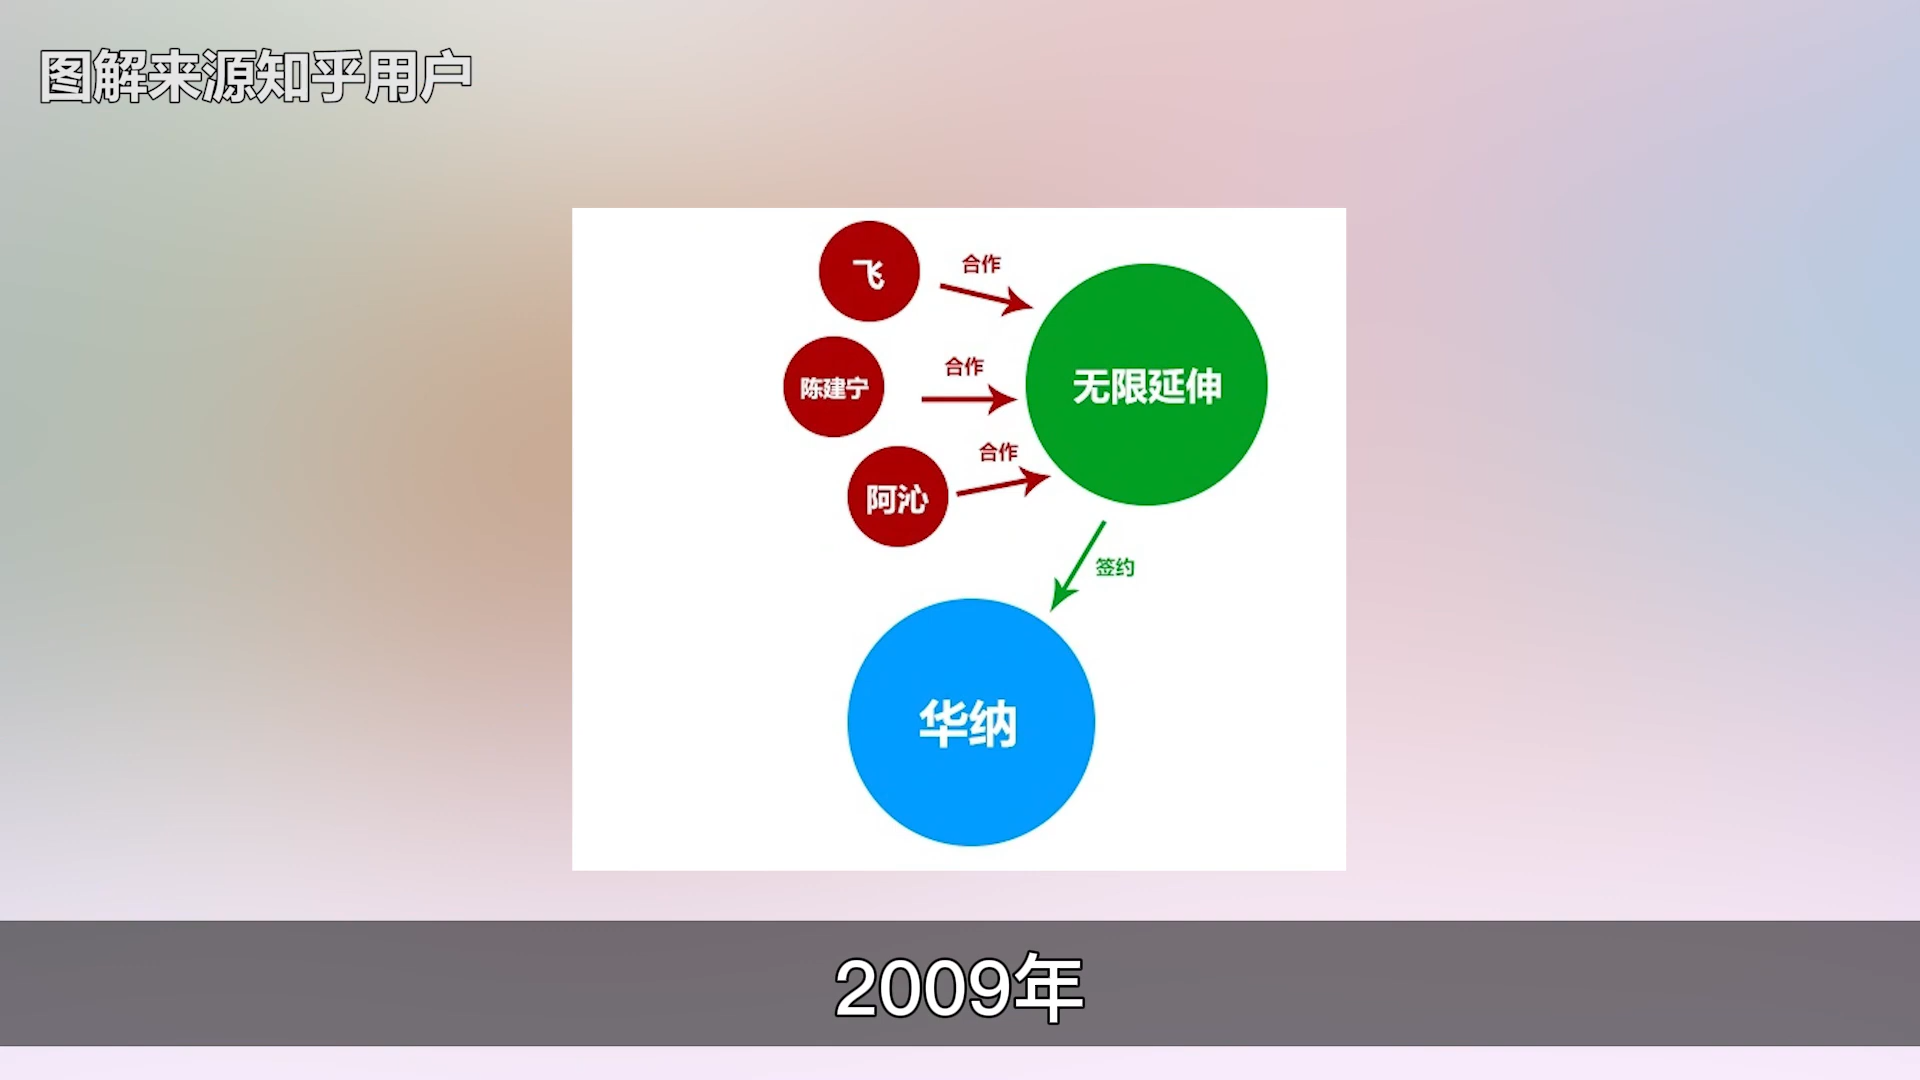 图解来源知乎用户
飞
合作
陈建宁
合作
无限延伸
阿沁
合作
签约
华纳
2009年